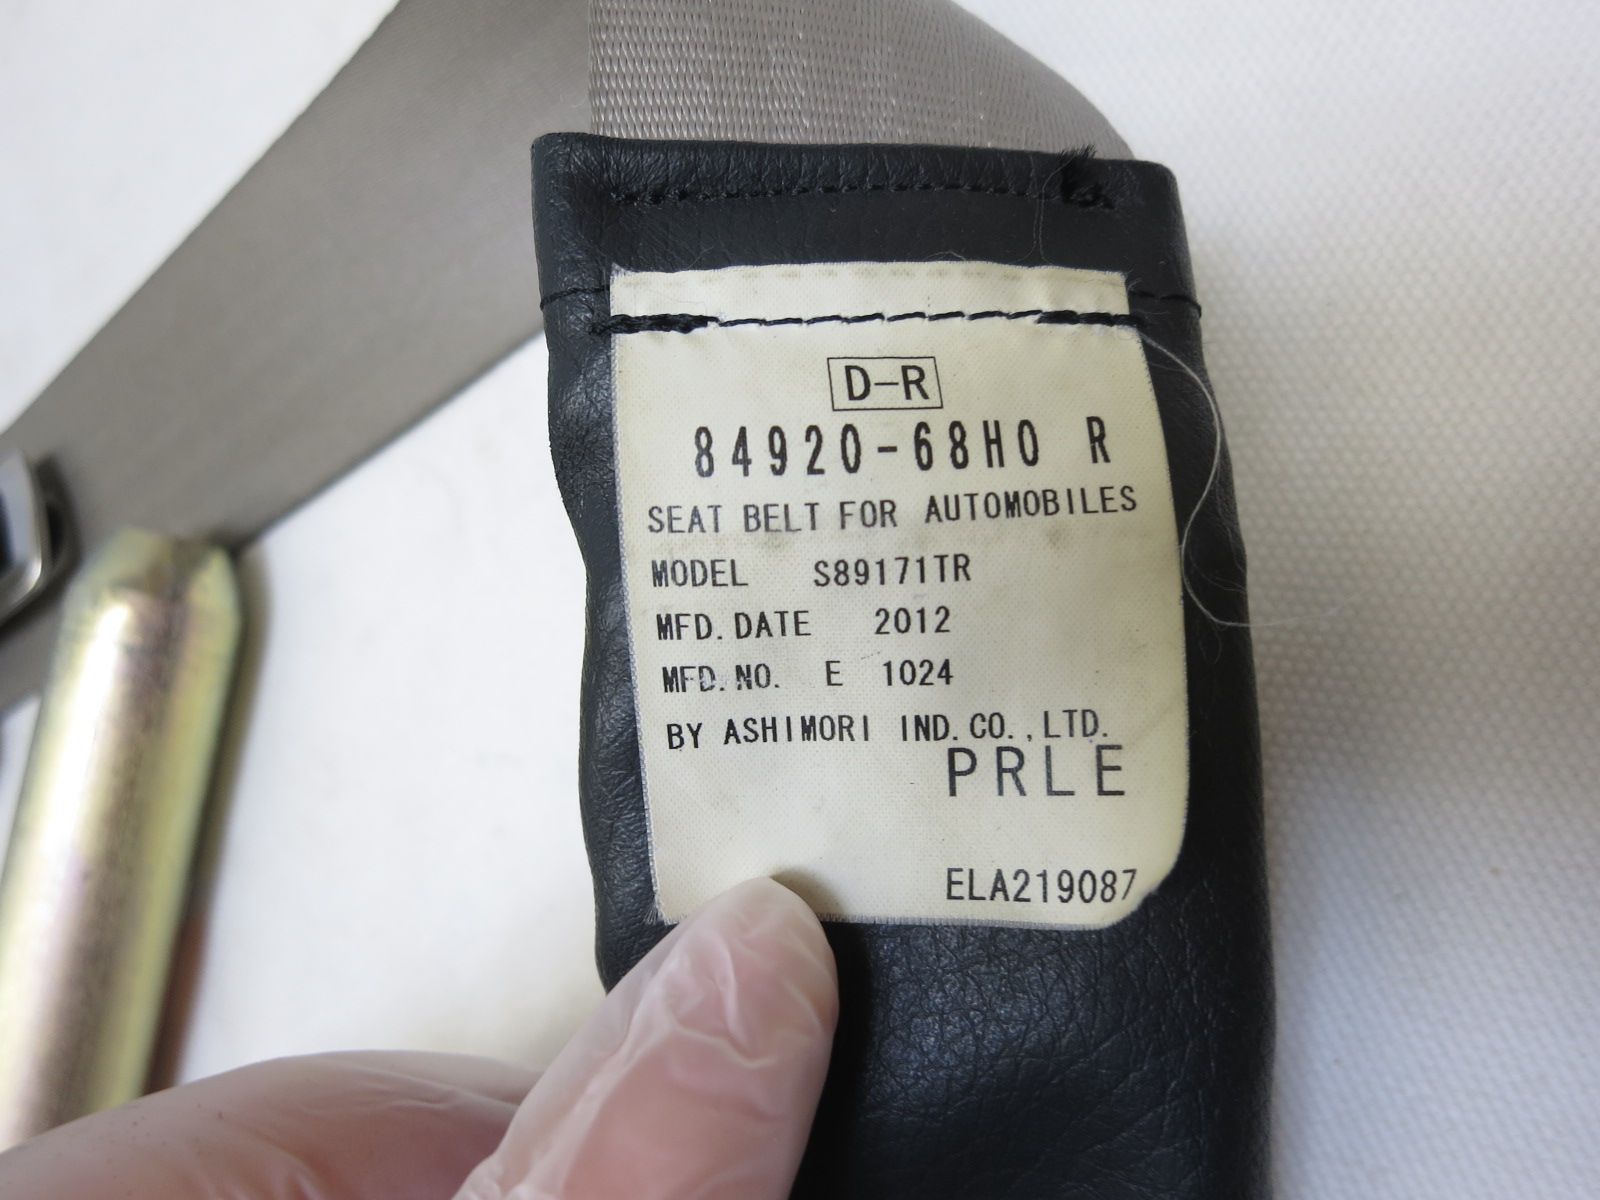 D-R
84920-68H0 R
SEAT BELT FOR AUTOMOBILES
MODEL S89171TR
MFD. DATE 2012
MFD. NO. E 1024
BY ASHIMORI IND. CO., LTD.
PRLE
ELA219087